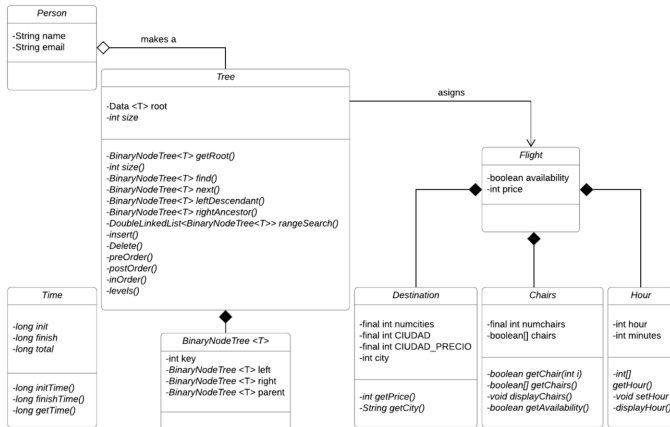 Person
-String name
-String email
makes a
Tree
-Data <T> root
-int size
-BinaryNodeTree<T> getRoot()
-int size()
-BinaryNodeTree<T> find()
-BinaryNodeTree<T> next()
-BinaryNodeTree<T> leftDescendant()
-BinaryNodeTree<T> rightAncestor()
-DoubleLinkedList<BinaryNodeTree<T>> rangeSearch()
-insert()
-Delete()
-preOrder()
-postOrder()
-inOrder()
-levels()
asigns
Flight
-boolean availability
-int price
Time
-long init
-long finish
-long total
-long initTime()
-long finishTime()
-long getTime()
BinaryNodeTree <T>
-int key
-BinaryNodeTree <T> left
-BinaryNodeTree <T> right
-BinaryNodeTree <T> parent
Destination
-final int numcities
-final int CIUDAD
-final int CIUDAD_PRECIO
-int city
-int getPrice()
-String getCity()
Chairs
-final int numchairs
-boolean[] chairs
-boolean getChair(int i)
-boolean[] getChairs()
-void displayChairs()
-boolean getAvailability()
Hour
-int hour
-int minutes
-int[]
getHour()
-void setHour
-displayHour()